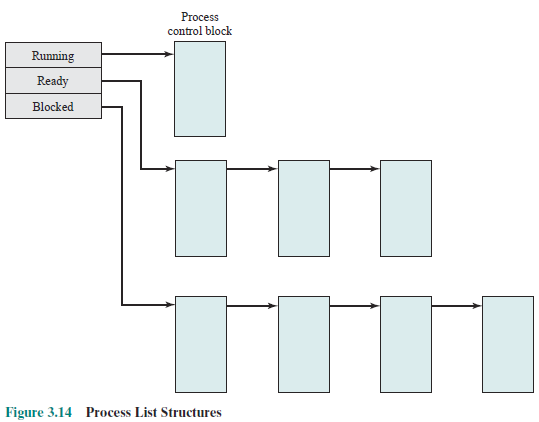 Process
control block
Running
Ready
Blocked
Figure 3.14 Process List Structures